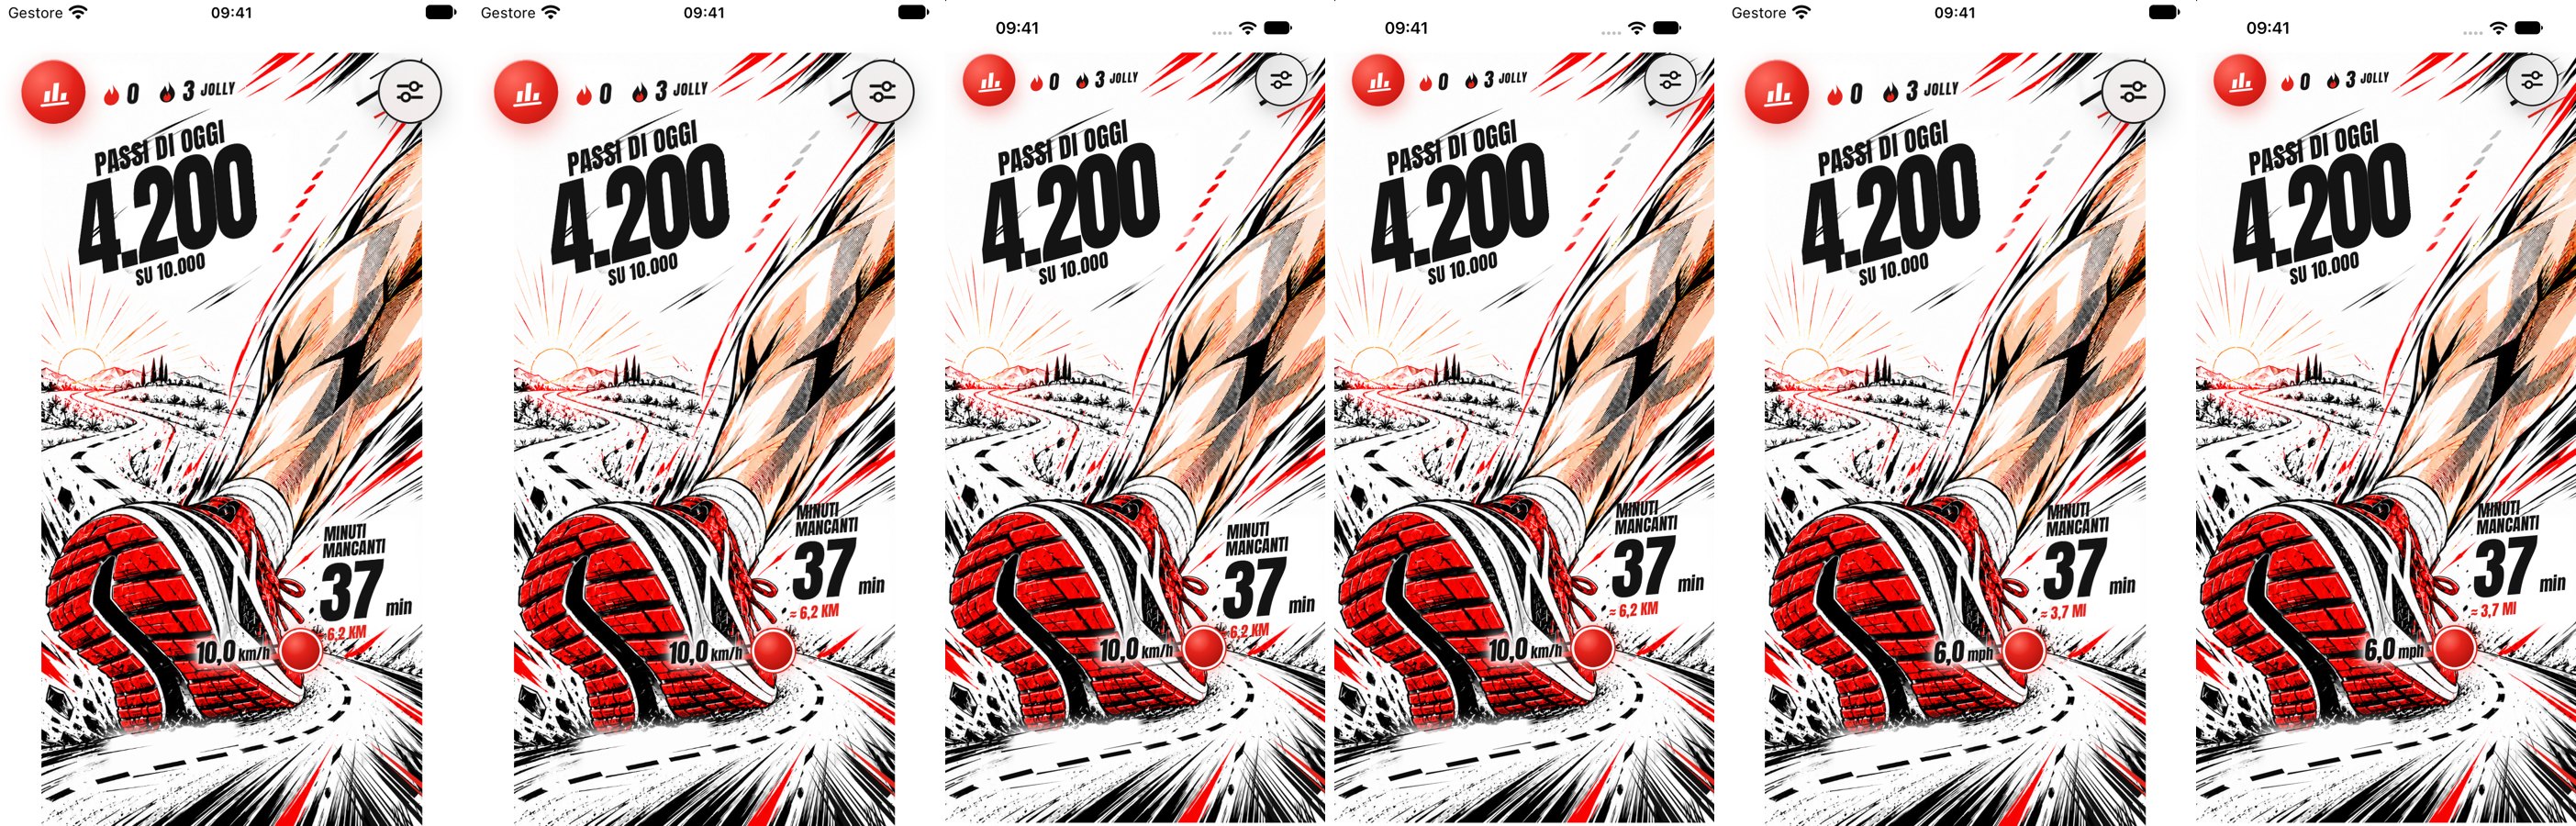 Gestore 09:41
0 3 JOLLY
PASSI DI OGGI
4.200
SU 10.000
MINUTI
MANCANTI
37 min
6,2 KM
10,0 km/h
Gestore 09:41
0 3 JOLLY
PASSI DI OGGI
4.200
SU 10.000
MINUTI
MANCANTI
37 min
≈ 6,2 KM
10,0 km/h
09:41
0 3 JOLLY
PASSI DI OGGI
4.200
SU 10.000
MINUTI
MANCANTI
37 min
6,2 KM
10,0 km/h
09:41
0 3 JOLLY
PASSI DI OGGI
4.200
SU 10.000
MINUTI
MANCANTI
37 min
≈ 6,2 KM
10,0 km/h
Gestore 09:41
0 3 JOLLY
PASSI DI OGGI
4.200
SU 10.000
MINUTI
MANCANTI
37 min
≈ 3,7 MI
6,0 mph
09:41
0 3 JOLLY
PASSI DI OGGI
4.200
SU 10.000
MINUTI
MANCANTI
37 min
≈ 3,7 MI
6,0 mph